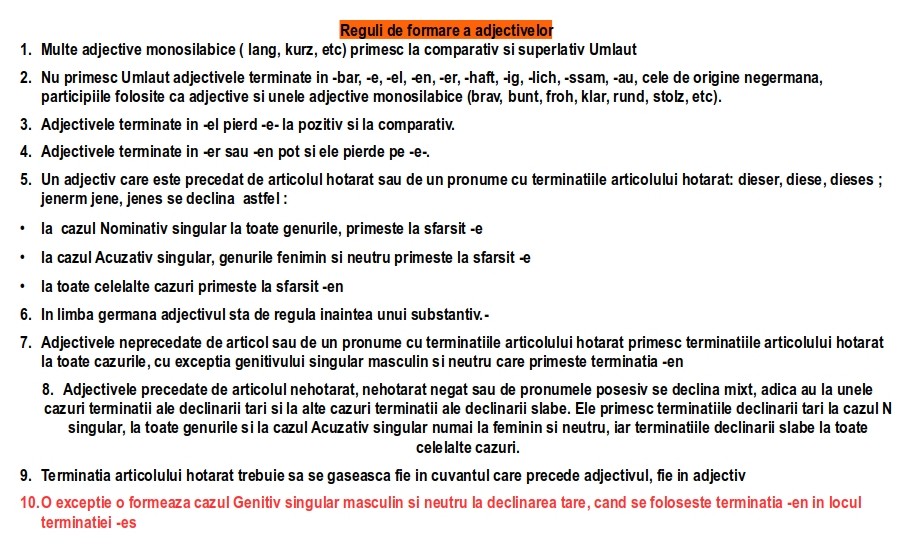 Reguli de formare a adjectivelor
1. Multe adjective monosilabice ( lang, kurz, etc) primesc la comparativ si superlativ Umlaut
2. Nu primesc Umlaut adjectivele terminate in -bar, -e, -el, -en, -er, -haft, -ig, -lich, -ssam, -au, cele de origine negermana,
participiile folosite ca adjective si unele adjective monosilabice (brav, bunt, froh, klar, rund, stolz, etc).
3. Adjectivele terminate in -el pierd -e- la pozitiv si la comparativ.
4. Adjectivele terminate in -er sau -en pot si ele pierde pe -e-.
5. Un adjectiv care este precedat de articolul hotarat sau de un pronume cu terminatiile articolului hotarat: dieser, diese, dieses ;
jenerm jene, jenes se declina astfel :
• la cazul Nominativ singular la toate genurile, primeste la sfarsit -e
• la cazul Acuzativ singular, genurile fenimin si neutru primeste la sfarsit -e
• la toate celelalte cazuri primeste la sfarsit -en
6. In limba germana adjectivul sta de regula inaintea unui substantiv.-
7. Adjectivele neprecedate de articol sau de un pronume cu terminatiile articolului hotarat primesc terminatiile articolului hotarat
la toate cazurile, cu exceptia genitivului singular masculin si neutru care primeste terminatia -en
8. Adjectivele precedate de articolul nehotarat, nehotarat negat sau de pronumele posesiv se declina mixt, adica au la unele
cazuri terminatii ale declinarii tari si la alte cazuri terminatii ale declinarii slabe. Ele primesc terminatiile declinarii tari la cazul N
singular, la toate genurile si la cazul Acuzativ singular numai la feminin si neutru, iar terminatiile declinarii slabe la toate
celelalte cazuri.
9. Terminatia articolului hotarat trebuie sa se gaseasca fie in cuvantul care precede adjectivul, fie in adjectiv
10. O exceptie o formeaza cazul Genitiv singular masculin si neutru la declinarea tare, cand se foloseste terminatia -en in locul
terminatiei -es